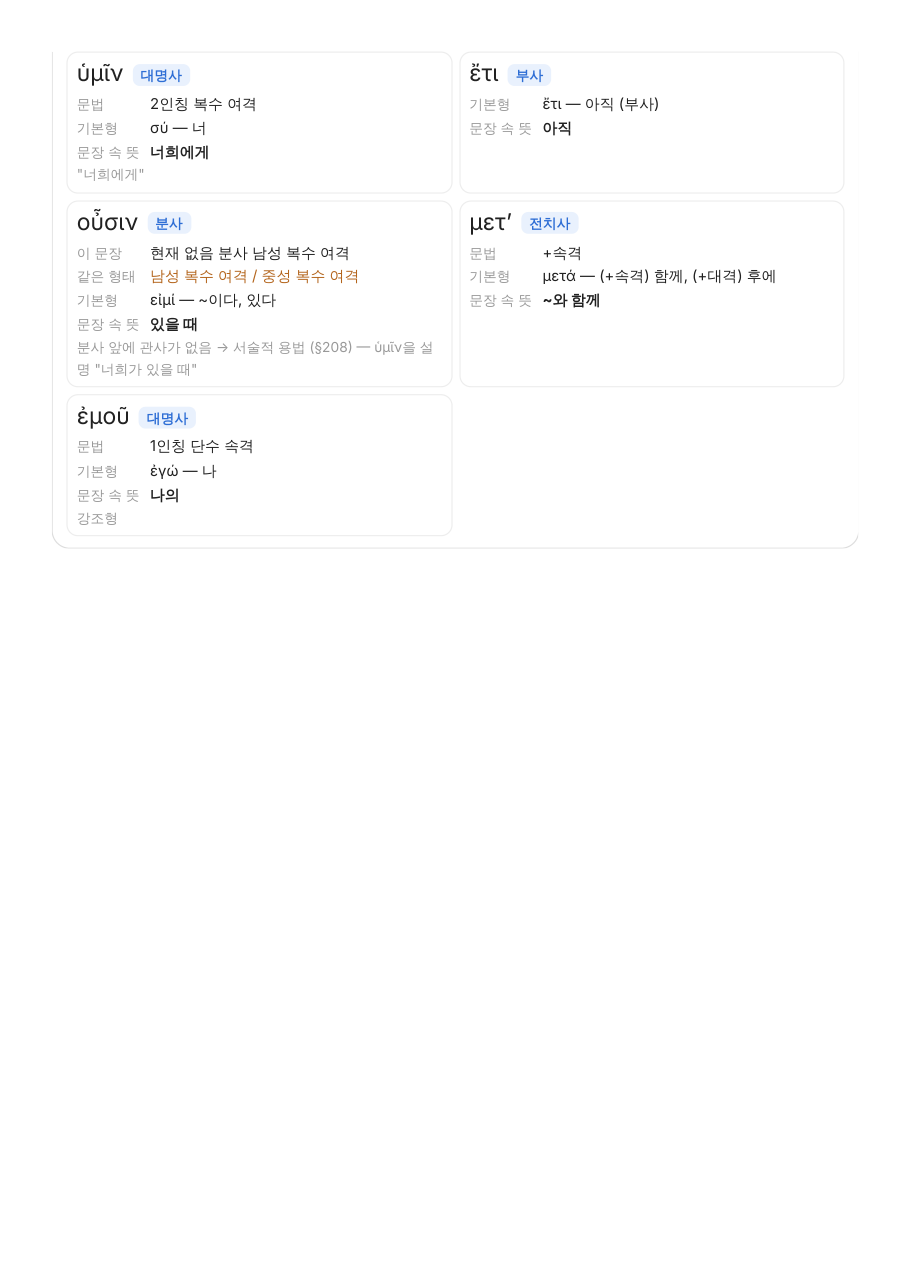 ὑμῖν 대명사
문법 2인칭 복수 여격
기본형 σύ — 너
문장 속 뜻 너희에게
"너희에게"
ἔτι 부사
기본형 ἔτι — 아직 (부사)
문장 속 뜻 아직
οὖσιν 분사
이 문장 현재 없음 분사 남성 복수 여격
같은 형태 남성 복수 여격 / 중성 복수 여격
기본형 εἰμί — ~이다, 있다
문장 속 뜻 있을 때
분사 앞에 관사가 없음 → 서술적 용법 (§208) — ὑμῖν을 설
명 "너희가 있을 때"
μετ’ 전치사
문법 +속격
기본형 μετά — (+속격) 함께, (+대격) 후에
문장 속 뜻 ~와 함께
ἐμοῦ 대명사
문법 1인칭 단수 속격
기본형 ἐγώ — 나
문장 속 뜻 나의
강조형